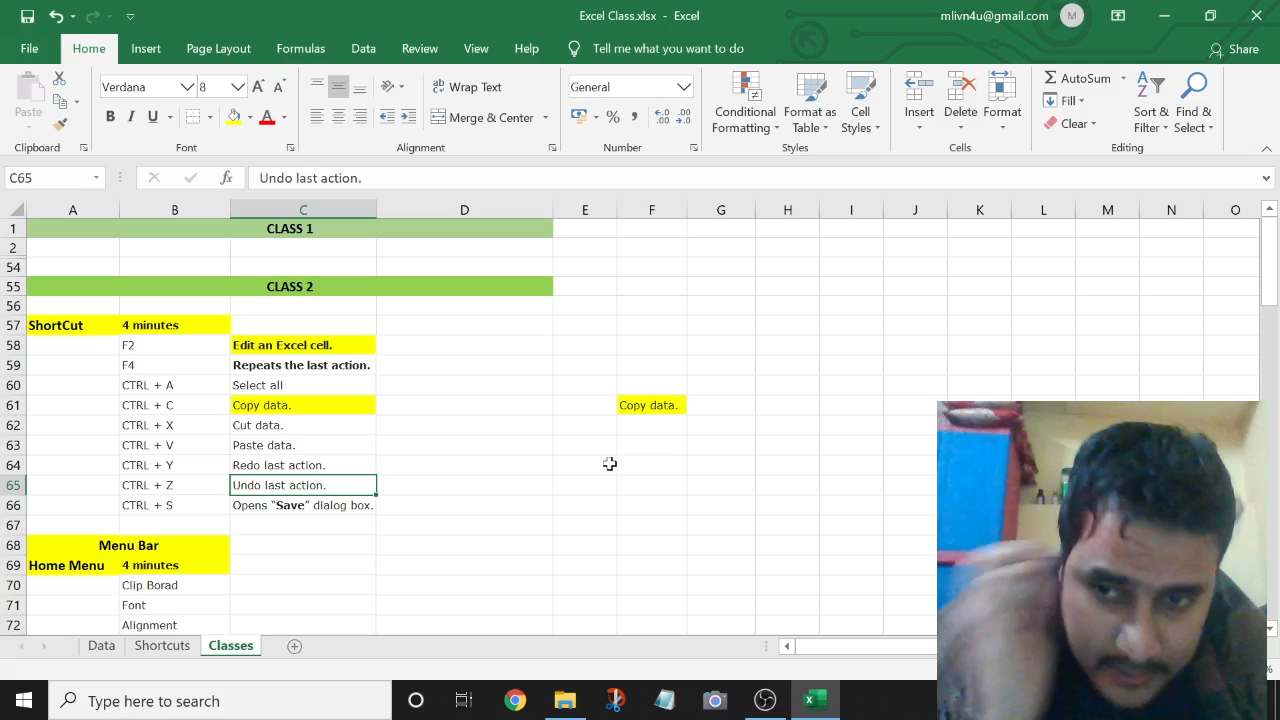 Excel Class.xlsx - Excel
mlivn4u@gmail.com M
File Home Insert Page Layout Formulas Data Review View Help Tell me what you want to do Share
Paste
Clipboard
Verdana 8
B I U A
Font
Wrap Text
Merge & Center
Alignment
General
%
Number
Conditional Formatting
Format as Table
Cell Styles
Styles
Insert
Delete
Format
Cells
AutoSum
Fill
Clear
Sort & Filter
Find & Select
Editing
C65 fx Undo last action.
A B C D E F G H I J K L M N O
1 CLASS 1
2
54
55 CLASS 2
56
57 ShortCut 4 minutes
58 F2 Edit an Excel cell.
59 F4 Repeats the last action.
60 CTRL + A Select all
61 CTRL + C Copy data. Copy data.
62 CTRL + X Cut data.
63 CTRL + V Paste data.
64 CTRL + Y Redo last action.
65 CTRL + Z Undo last action.
66 CTRL + S Opens “Save” dialog box.
67
68 Menu Bar
69 Home Menu 4 minutes
70 Clip Borad
71 Font
72 Alignment
Data Shortcuts Classes
%
Type here to search